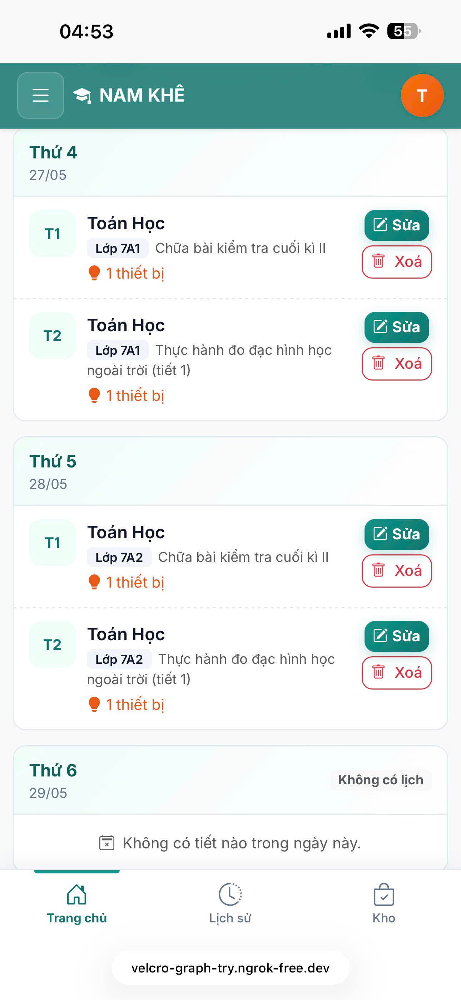 04:53
55
NAM KHÊ
T
Thứ 4
27/05
T1
Toán Học
Lớp 7A1 Chữa bài kiểm tra cuối kì II
1 thiết bị
Sửa
Xoá
T2
Toán Học
Lớp 7A1 Thực hành đo đạc hình học
ngoài trời (tiết 1)
1 thiết bị
Sửa
Xoá
Thứ 5
28/05
T1
Toán Học
Lớp 7A2 Chữa bài kiểm tra cuối kì II
1 thiết bị
Sửa
Xoá
T2
Toán Học
Lớp 7A2 Thực hành đo đạc hình học
ngoài trời (tiết 1)
1 thiết bị
Sửa
Xoá
Thứ 6
29/05
Không có lịch
Không có tiết nào trong ngày này.
Trang chủ
Lịch sử
Kho
velcro-graph-try.ngrok-free.dev